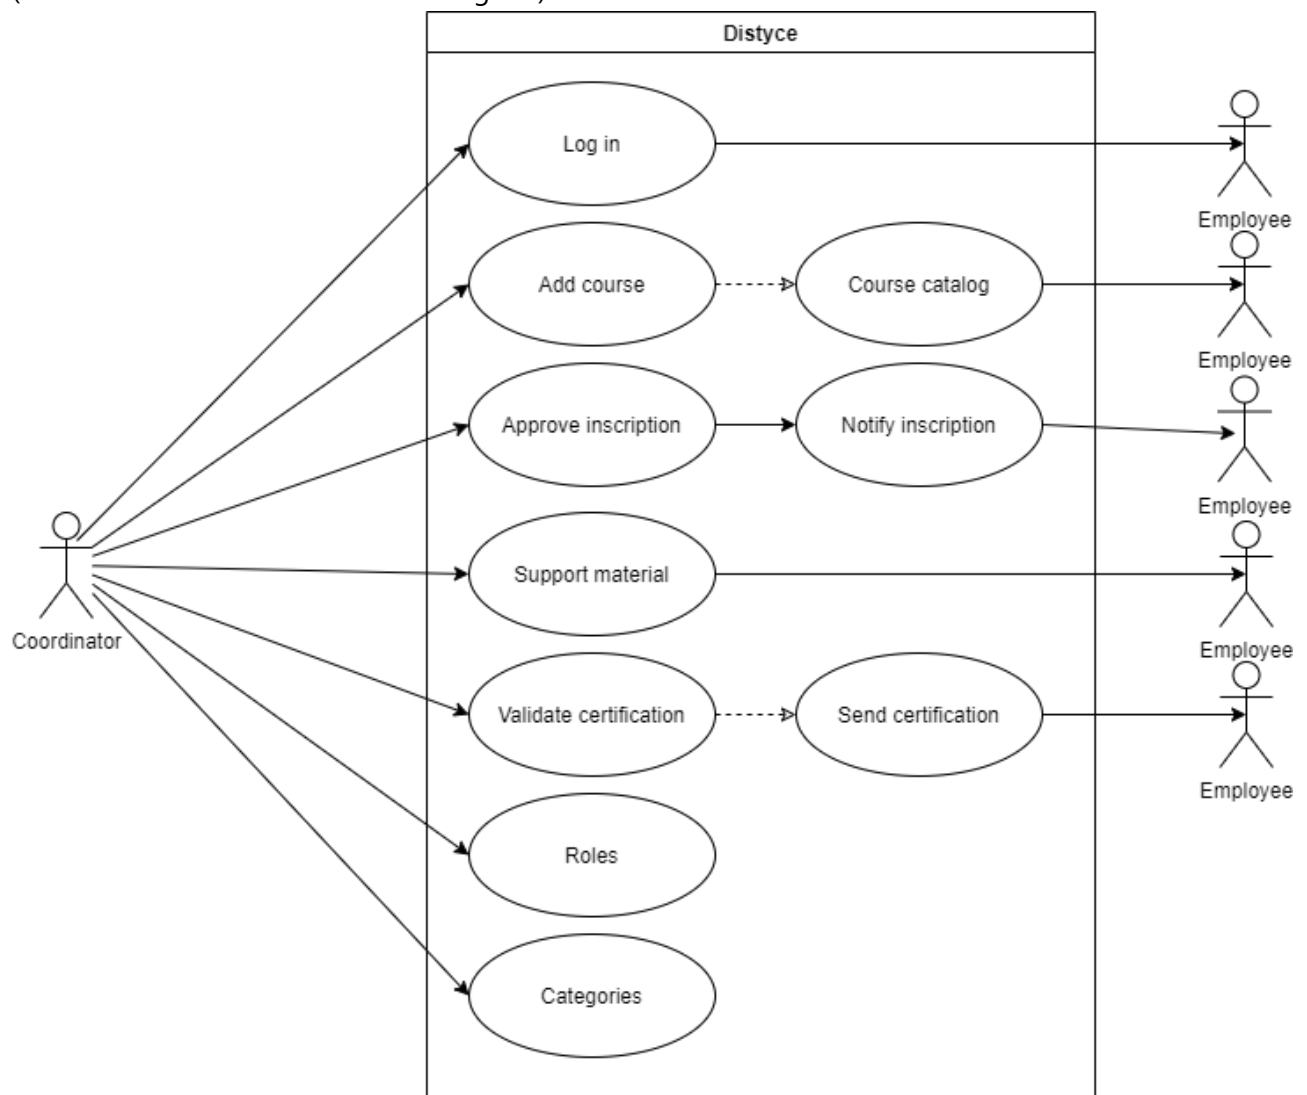 Distyce
Log in
Employee
Add course
Course catalog
Employee
Approve inscription
Notify inscription
Employee
Coordinator
Support material
Employee
Validate certification
Send certification
Employee
Roles
Categories